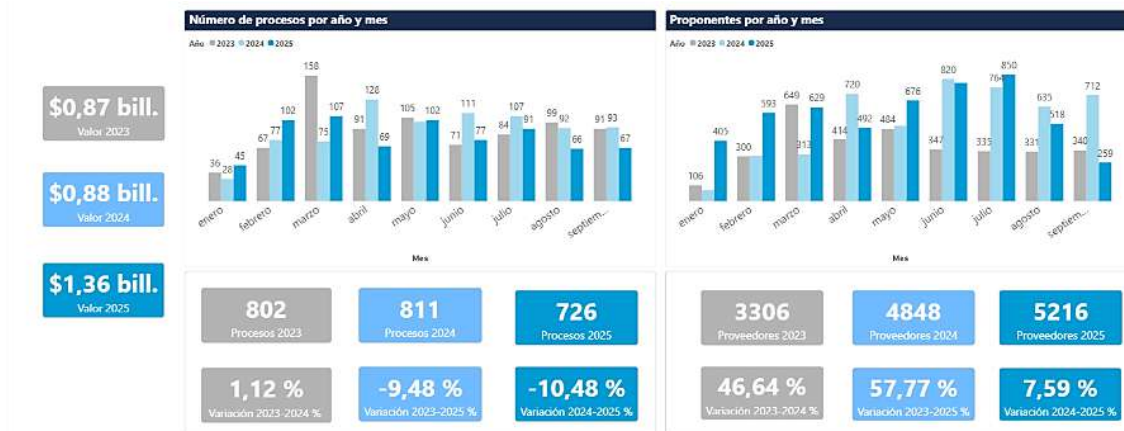 Número de procesos por año y mes
Año 2023 2024 2025
158
128
111
107
107
105
102
102
99
91
91
91 93
92
84
77
77
75
71
69
67
67
66
45
36
28
enero
febrero
marzo
abril
mayo
junio
julio
agosto
septiem...
Mes
Proponentes por año y mes
Año 2023 2024 2025
850
820
764
720
712
676
649
635
629
593
518
492
484
414
405
347
340
335
331
313
300
259
106
enero
febrero
marzo
abril
mayo
junio
julio
agosto
septiem...
Mes
$0,87 bill.
Valor 2023
$0,88 bill.
Valor 2024
$1,36 bill.
Valor 2025
802
Procesos 2023
811
Procesos 2024
726
Procesos 2025
1,12 %
Variación 2023-2024 %
-9,48 %
Variación 2023-2025 %
-10,48 %
Variación 2024-2025 %
3306
Proveedores 2023
4848
Proveedores 2024
5216
Proveedores 2025
46,64 %
Variación 2023-2024 %
57,77 %
Variación 2023-2025 %
7,59 %
Variación 2024-2025 %